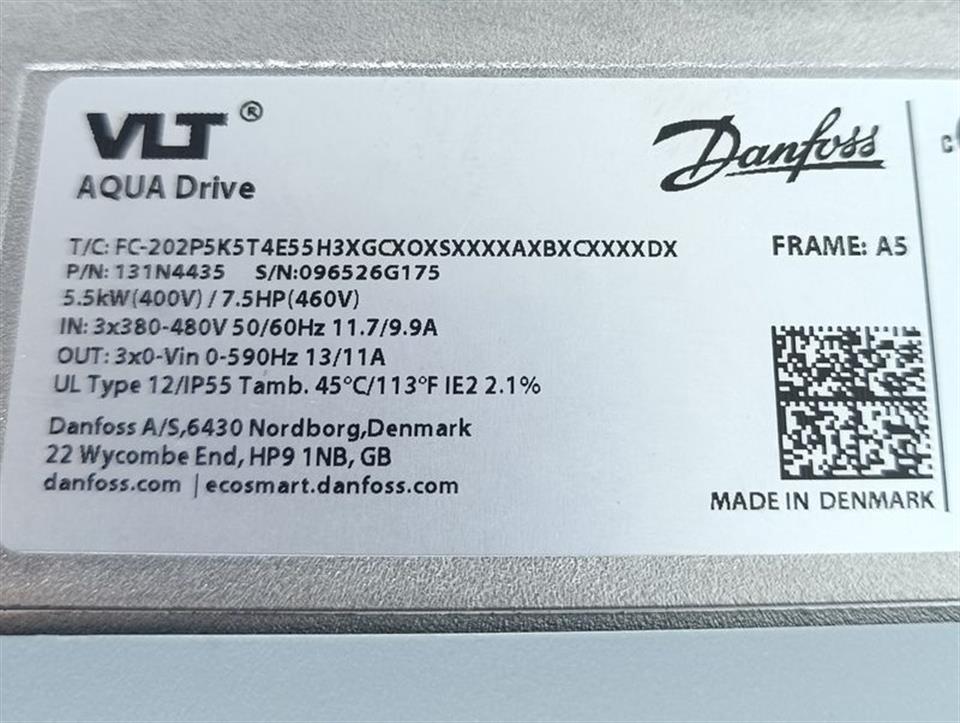 VLT ®
AQUA Drive
Danfoss
T/C: FC-202P5K5T4E55H3XGCXOXSXXXXAXBXCXXXXDX
FRAME: A5
P/N: 131N4435 S/N:096526G175
5.5kW(400V) / 7.5HP(460V)
IN: 3x380-480V 50/60Hz 11.7/9.9A
OUT: 3x0-Vin 0-590Hz 13/11A
UL Type 12/IP55 Tamb. 45°C/113°F IE2 2.1%
Danfoss A/S,6430 Nordborg,Denmark
22 Wycombe End, HP9 1NB, GB
danfoss.com | ecosmart.danfoss.com
MADE IN DENMARK